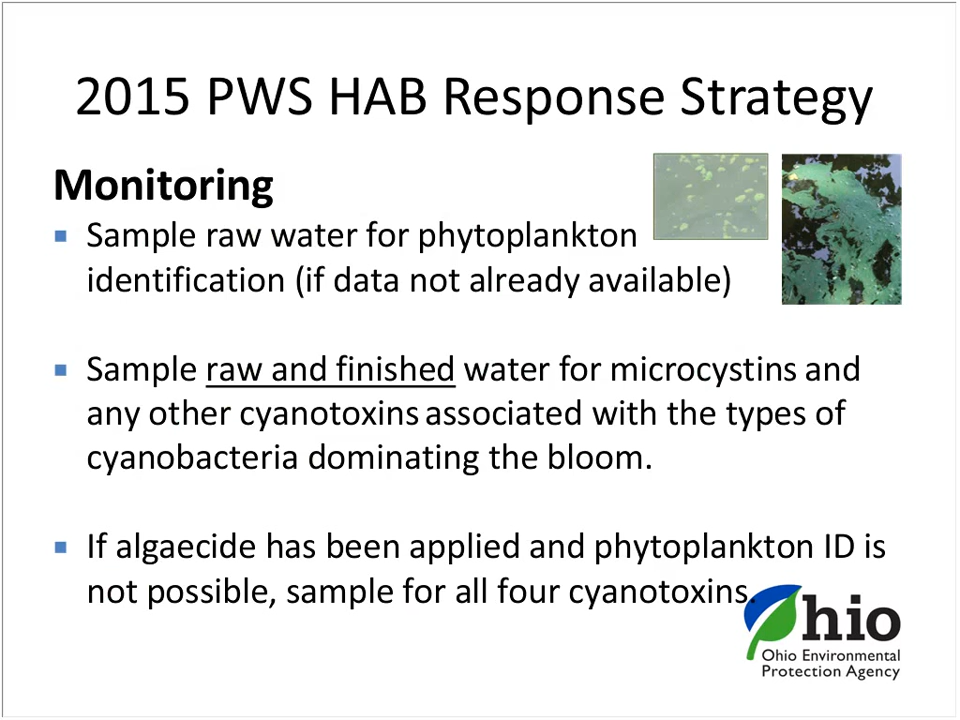 2015 PWS HAB Response Strategy
Monitoring
Sample raw water for phytoplankton
identification (if data not already available)
Sample raw and finished water for microcystins and
any other cyanotoxins associated with the types of
cyanobacteria dominating the bloom.
If algaecide has been applied and phytoplankton ID is
not possible, sample for all four cyanotoxins.
Ohio
Ohio Environmental
Protection Agency